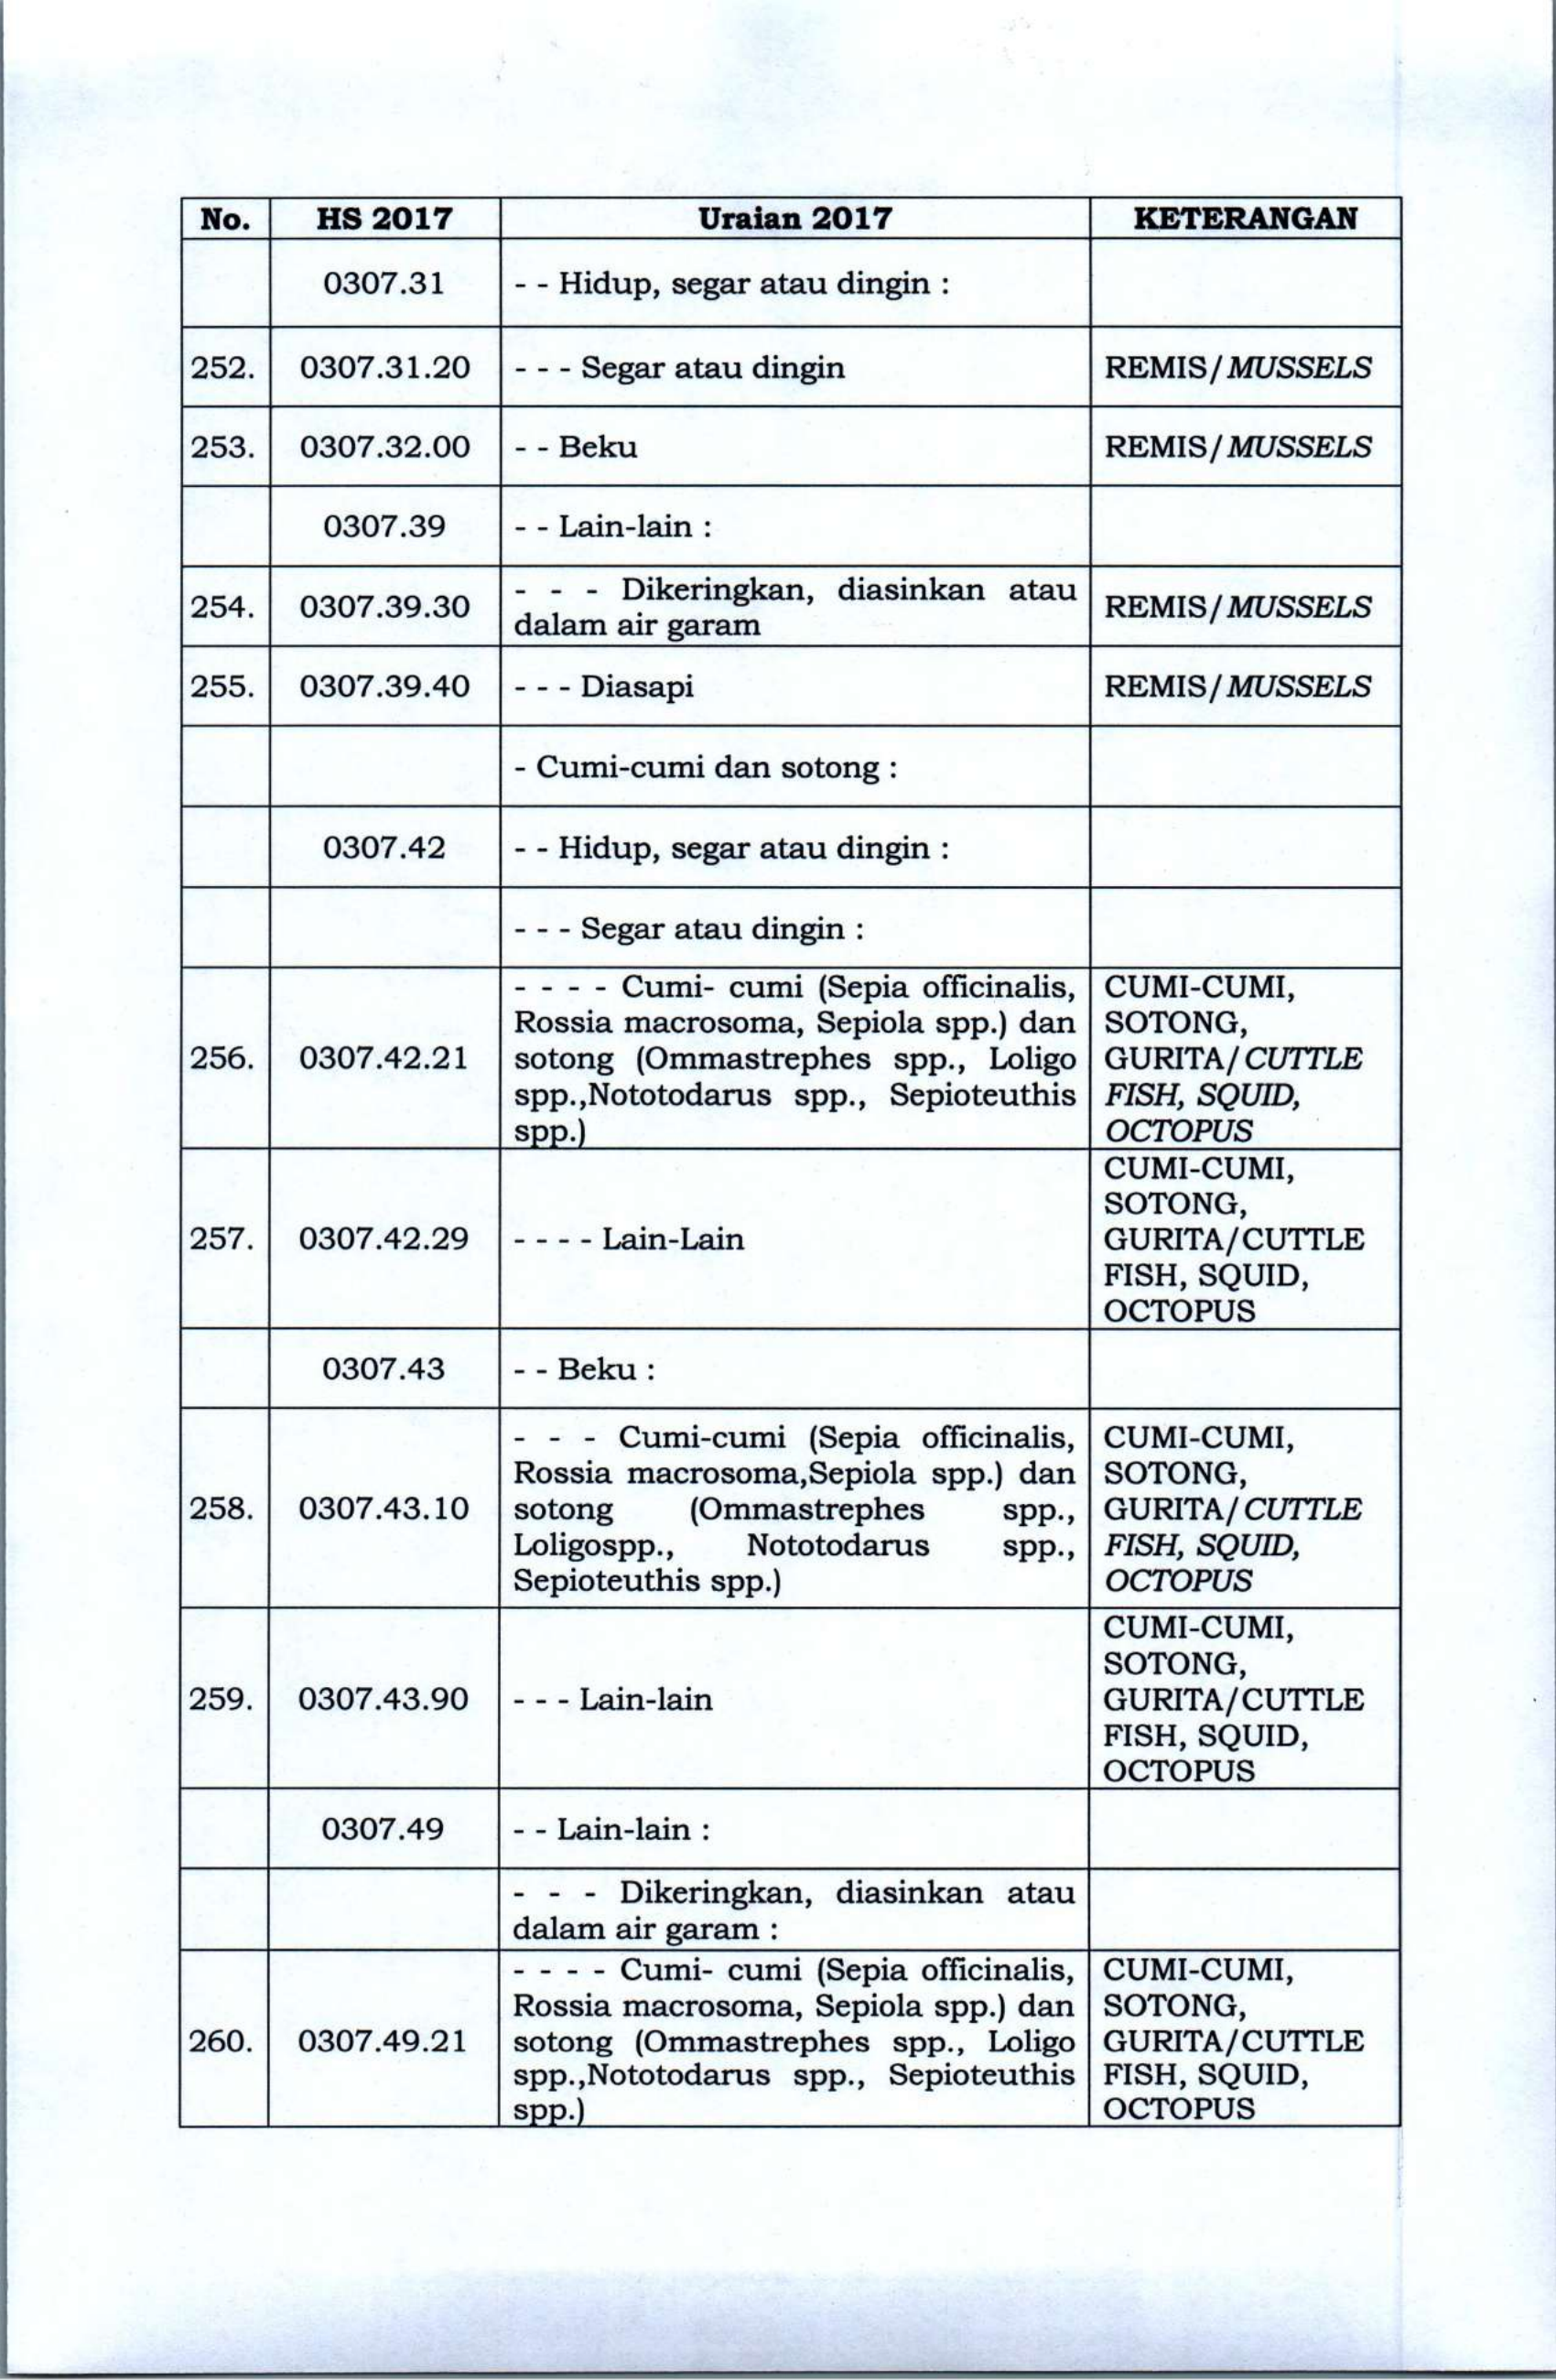 No. HS 2017 Uraian 2017 KETERANGAN
0307.31 - - Hidup, segar atau dingin :
252. 0307.31.20 - - - Segar atau dingin REMIS/MUSSELS
253. 0307.32.00 - - Beku REMIS/MUSSELS
0307.39 - - Lain-lain :
254. 0307.39.30 - - - Dikeringkan, diasinkan atau
dalam air garam
REMIS/MUSSELS
255. 0307.39.40 - - - Diasapi REMIS/MUSSELS
- Cumi-cumi dan sotong :
0307.42 - - Hidup, segar atau dingin :
- - - Segar atau dingin :
256. 0307.42.21
- - - - Cumi- cumi (Sepia officinalis,
Rossia macrosoma, Sepiola spp.) dan
sotong (Ommastrephes spp., Loligo
spp.,Nototodarus spp., Sepioteuthis
spp.)
CUMI-CUMI,
SOTONG,
GURITA/CUTTLE
FISH, SQUID,
OCTOPUS
257. 0307.42.29 - - - - Lain-Lain
CUMI-CUMI,
SOTONG,
GURITA/CUTTLE
FISH, SQUID,
OCTOPUS
0307.43 - - Beku :
258. 0307.43.10
- - - Cumi-cumi (Sepia officinalis,
Rossia macrosoma,Sepiola spp.) dan
sotong (Ommastrephes spp.,
Loligospp., Nototodarus spp.,
Sepioteuthis spp.)
CUMI-CUMI,
SOTONG,
GURITA/CUTTLE
FISH, SQUID,
OCTOPUS
259. 0307.43.90 - - - Lain-lain
CUMI-CUMI,
SOTONG,
GURITA/CUTTLE
FISH, SQUID,
OCTOPUS
0307.49 - - Lain-lain :
- - - Dikeringkan, diasinkan atau
dalam air garam :
260. 0307.49.21
- - - - Cumi- cumi (Sepia officinalis,
Rossia macrosoma, Sepiola spp.) dan
sotong (Ommastrephes spp., Loligo
spp.,Nototodarus spp., Sepioteuthis
spp.)
CUMI-CUMI,
SOTONG,
GURITA/CUTTLE
FISH, SQUID,
OCTOPUS